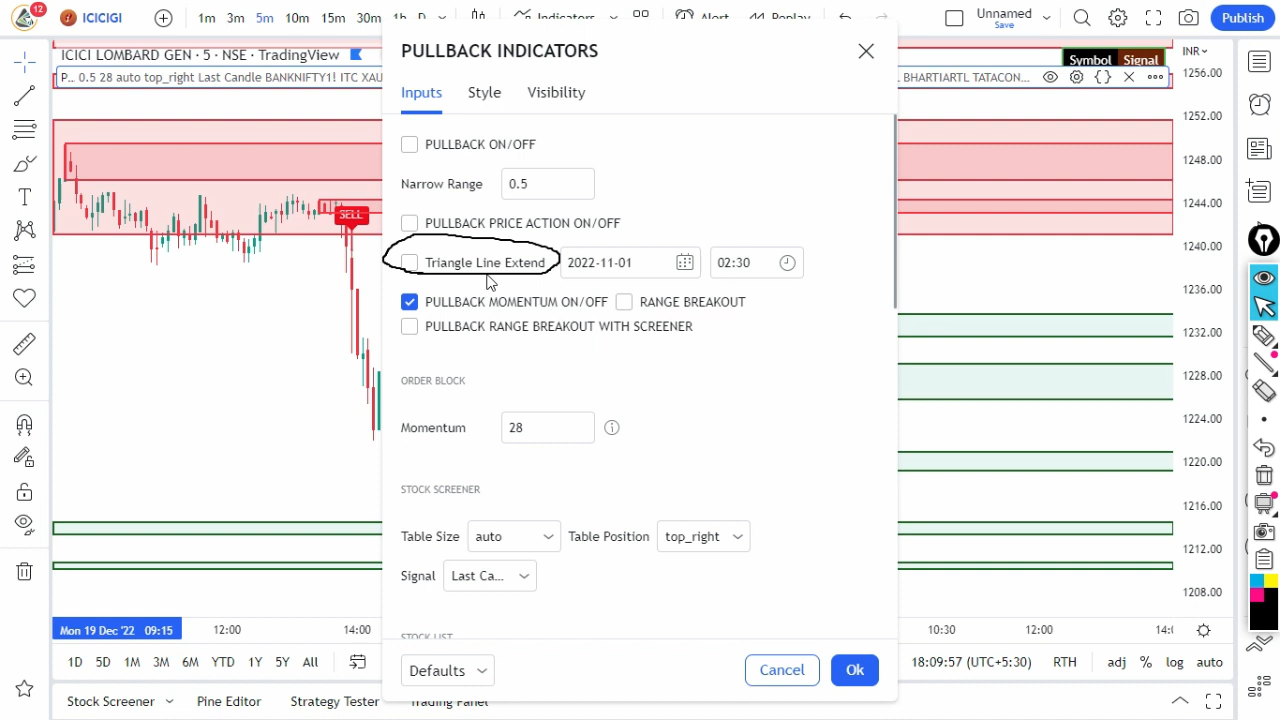 12
ICICIGI
1m 3m 5m 10m 15m 30m 1h D
Indicators
Alert
Replay
Unnamed
Save
Publish
ICICI LOMBARD GEN · 5 · NSE · TradingView
INR
Symbol Signal
P... 0.5 28 auto top_right Last Candle BANKNIFTY1! ITC XAU
BHARTIARTL TATACON...
PULLBACK INDICATORS
Inputs Style Visibility
PULLBACK ON/OFF
Narrow Range 0.5
PULLBACK PRICE ACTION ON/OFF
Triangle Line Extend 2022-11-01 02:30
PULLBACK MOMENTUM ON/OFF RANGE BREAKOUT
PULLBACK RANGE BREAKOUT WITH SCREENER
ORDER BLOCK
Momentum 28
STOCK SCREENER
Table Size auto Table Position top_right
Signal Last Ca...
STOCK LIST
Defaults Cancel Ok
SELL
1256.00
1252.00
1248.00
1244.00
1240.00
1236.00
1232.00
1228.00
1224.00
1220.00
1216.00
1212.00
1208.00
Mon 19 Dec '22 09:15 12:00 14:00 10:30 12:00 14:
1D 5D 1M 3M 6M YTD 1Y 5Y All
18:09:57 (UTC+5:30) RTH adj % log auto
Stock Screener Pine Editor Strategy Tester Trading Panel